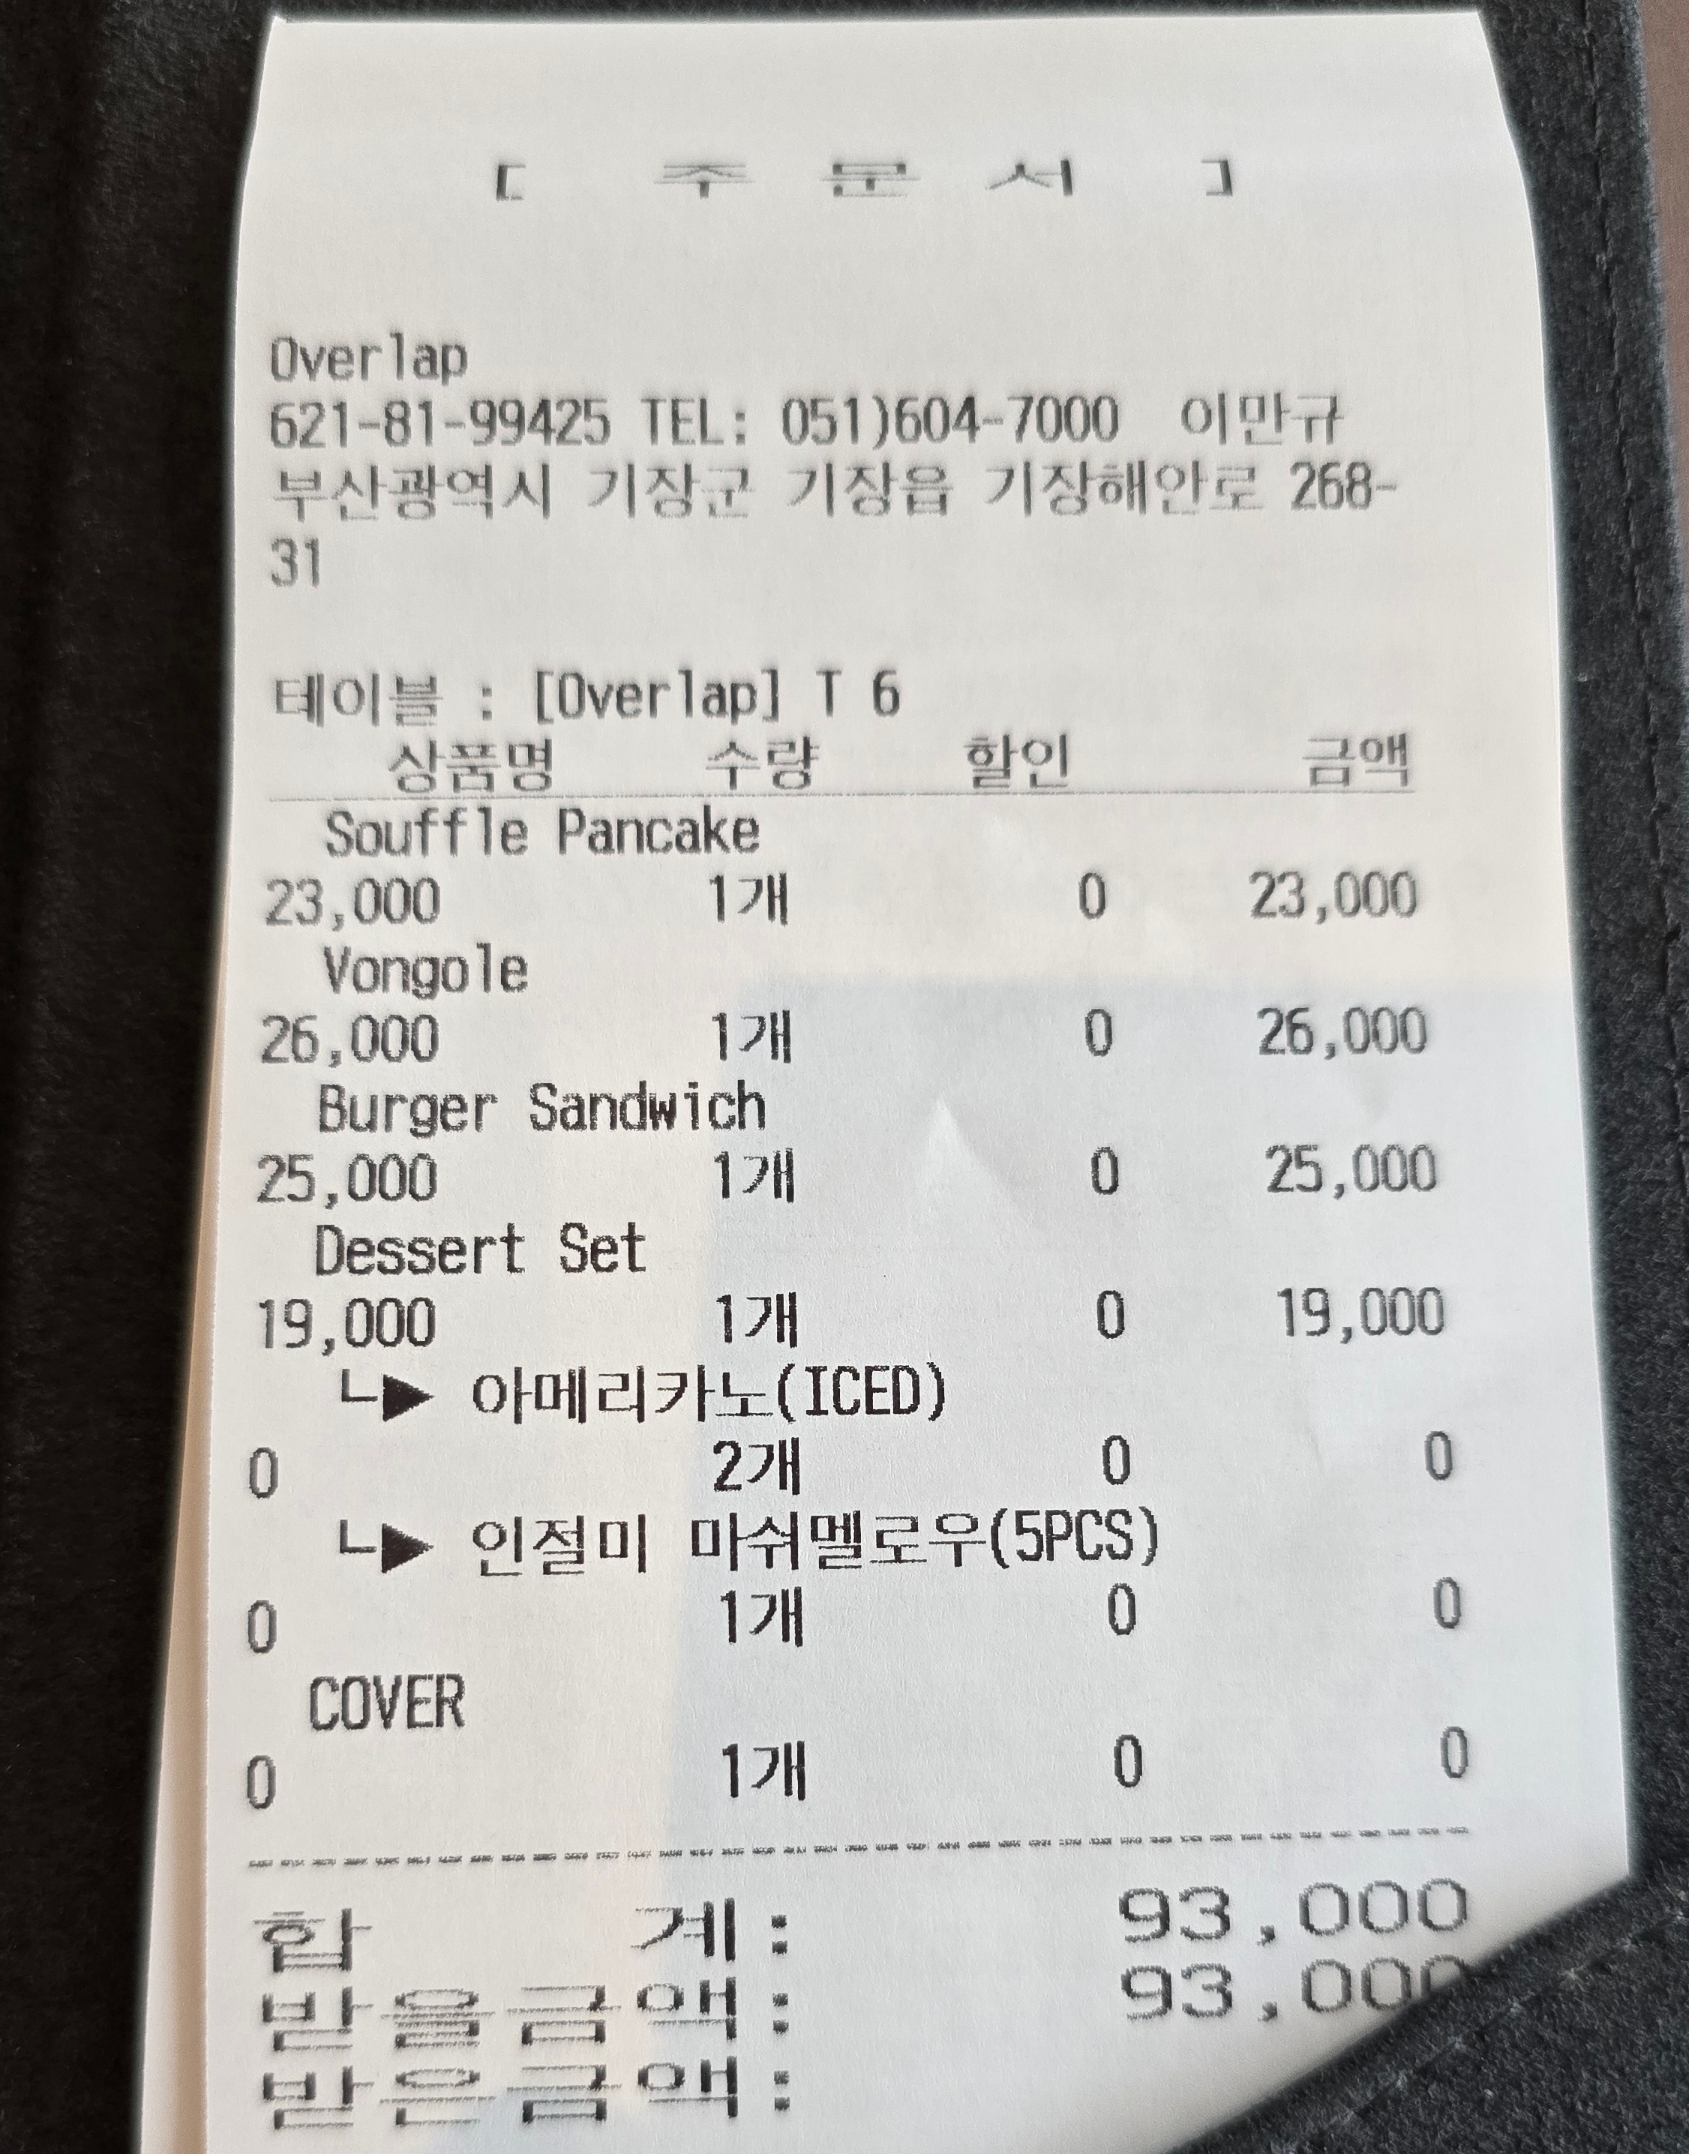 [ 주 문 서 ]
Overlap
621-81-99425 TEL: 051)604-7000 이만규
부산광역시 기장군 기장읍 기장해안로 268-
31
테이블 : [Overlap] T 6
상품명 수량 할인 금액
Souffle Pancake
23,000 1개 0 23,000
Vongole
26,000 1개 0 26,000
Burger Sandwich
25,000 1개 0 25,000
Dessert Set
19,000 1개 0 19,000
┗▶ 아메리카노(ICED)
0 2개 0 0
┗▶ 인절미 마쉬멜로우(5PCS)
0 1개 0 0
COVER
0 1개 0 0
합 계: 93,000
받을금액: 93,000
받은금액: